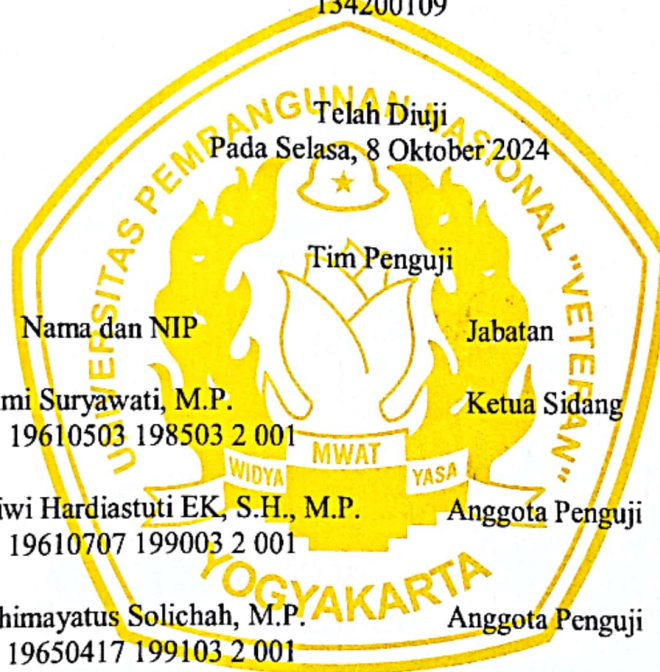 134200109
Telah Diuji
Pada Selasa, 8 Oktober 2024
Tim Penguji
Nama dan NIP Jabatan
mi Suryawati, M.P. Ketua Sidang
19610503 198503 2 001
iwi Hardiastuti EK, S.H., M.P. Anggota Penguji
19610707 199003 2 001
himayatus Solichah, M.P. Anggota Penguji
19650417 199103 2 001
UNIVERSITAS PEMBANGUNAN NASIONAL "VETERAN"
WIDYA MWAT YASA
YOGYAKARTA